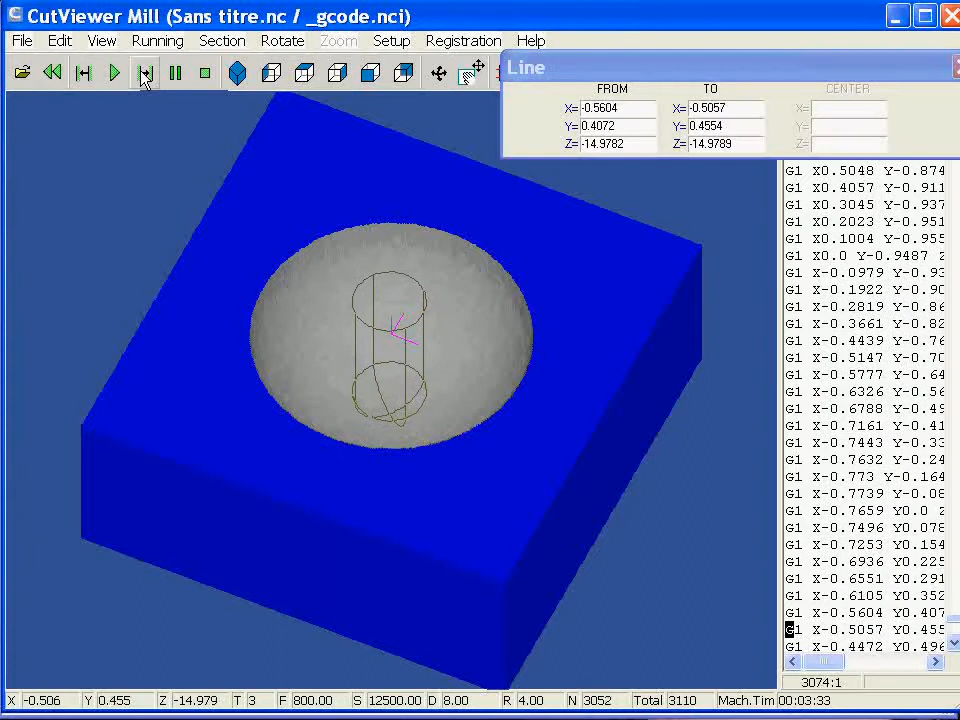 CutViewer Mill (Sans titre.nc / _gcode.nci)
File Edit View Running Section Rotate Zoom Setup Registration Help
Line
FROM TO CENTER
X= -0.5604 X= -0.5057 X=
Y= 0.4072 Y= 0.4554 Y=
Z= -14.9782 Z= -14.9789 Z=
G1 X0.5048 Y-0.874
G1 X0.4057 Y-0.911
G1 X0.3045 Y-0.937
G1 X0.2023 Y-0.951
G1 X0.1004 Y-0.955
G1 X0.0 Y-0.9487 Z
G1 X-0.0979 Y-0.93
G1 X-0.1922 Y-0.90
G1 X-0.2819 Y-0.86
G1 X-0.3661 Y-0.82
G1 X-0.4439 Y-0.76
G1 X-0.5147 Y-0.70
G1 X-0.5777 Y-0.64
G1 X-0.6326 Y-0.56
G1 X-0.6788 Y-0.49
G1 X-0.7161 Y-0.41
G1 X-0.7443 Y-0.33
G1 X-0.7632 Y-0.24
G1 X-0.773 Y-0.164
G1 X-0.7739 Y-0.08
G1 X-0.7659 Y0.0 Z
G1 X-0.7496 Y0.078
G1 X-0.7253 Y0.154
G1 X-0.6936 Y0.225
G1 X-0.6551 Y0.291
G1 X-0.6105 Y0.352
G1 X-0.5604 Y0.407
G1 X-0.5057 Y0.455
G1 X-0.4472 Y0.496
3074:1
X -0.506 Y 0.455 Z -14.979 T 3 F 800.00 S 12500.00 D 8.00 R 4.00 N 3052 Total 3110 Mach.Tim 00:03:33